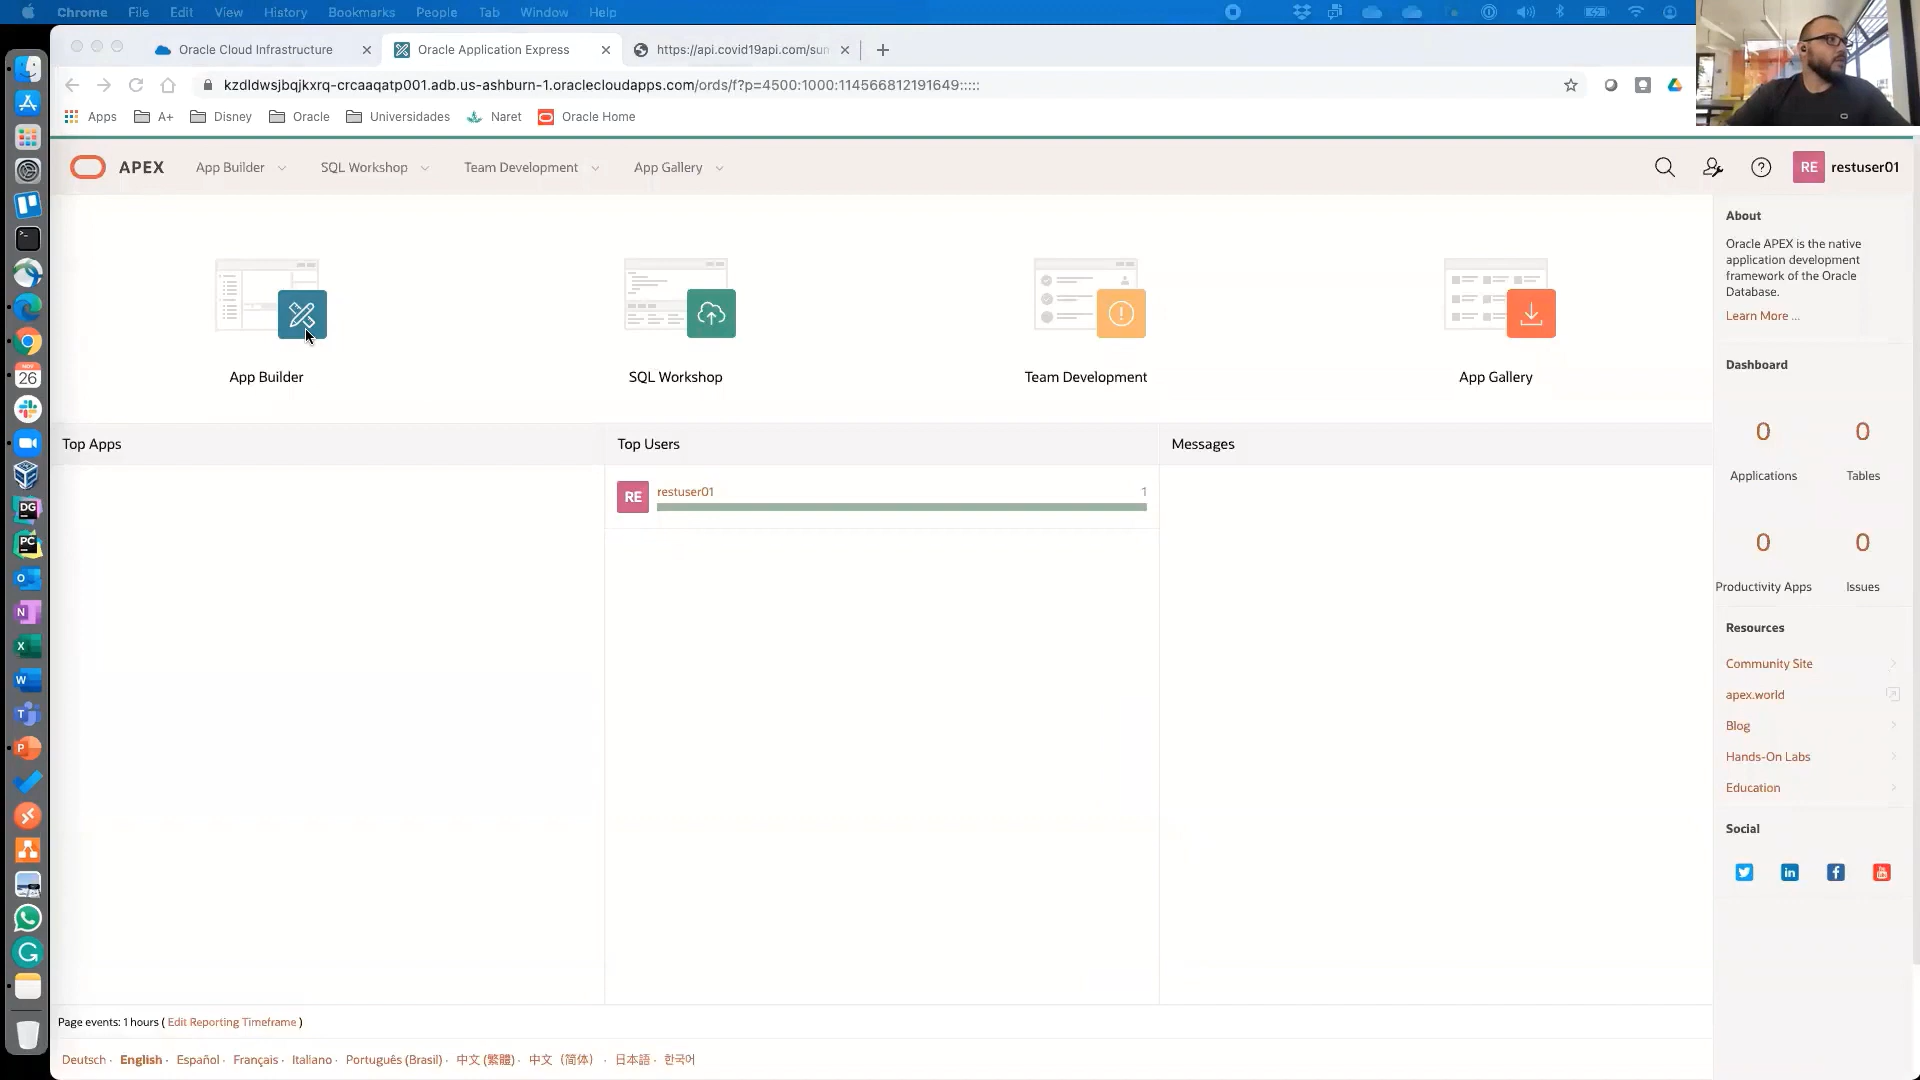 Chrome File Edit View History Bookmarks People Tab Window Help
Oracle Cloud Infrastructure
Oracle Application Express
https://api.covid19api.com/sum
kzdldwsjbqjkxrq-crcaaqatp001.adb.us-ashburn-1.oraclecloudapps.com/ords/f?p=4500:1000:114566812191649:::::
Apps A+ Disney Oracle Universidades Naret Oracle Home
APEX App Builder SQL Workshop Team Development App Gallery
RE restuser01
App Builder
SQL Workshop
Team Development
App Gallery
Top Apps
Top Users
Messages
RE restuser01 1
About
Oracle APEX is the native
application development
framework of the Oracle
Database.
Learn More ...
Dashboard
0 0
Applications Tables
0 0
Productivity Apps Issues
Resources
Community Site
apex.world
Blog
Hands-On Labs
Education
Social
NOV
26
DG
PC
Page events: 1 hours ( Edit Reporting Timeframe )
Deutsch · English · Español · Français · Italiano · Português (Brasil) · 中文 (繁體) · 中文（简体） · 日本語 · 한국어